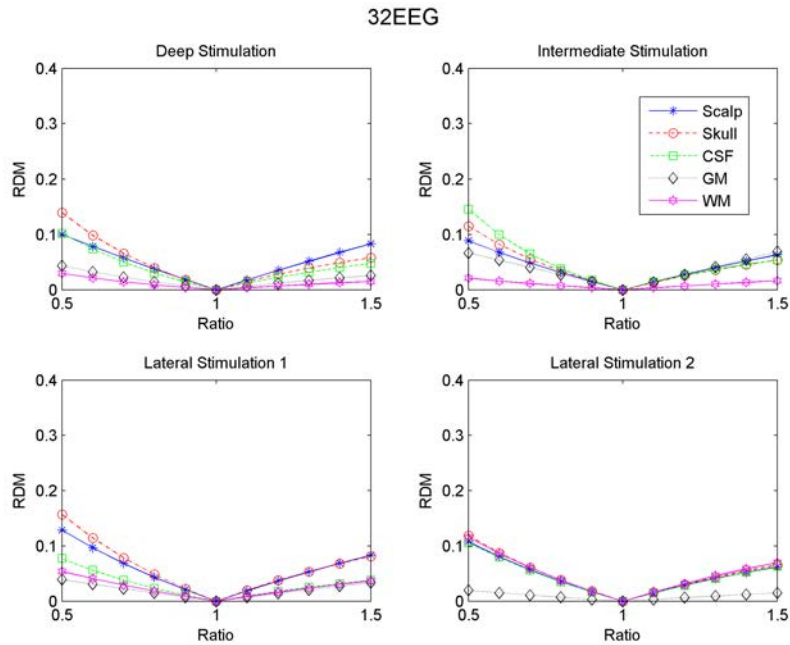 32EEG
Deep Stimulation
0.4
0.3
0.2
0.1
0
RDM
0.5
1
1.5
Ratio
Intermediate Stimulation
0.4
0.3
0.2
0.1
0
RDM
0.5
1
1.5
Ratio
Scalp
Skull
CSF
GM
WM
Lateral Stimulation 1
0.4
0.3
0.2
0.1
0
RDM
0.5
1
1.5
Ratio
Lateral Stimulation 2
0.4
0.3
0.2
0.1
0
RDM
0.5
1
1.5
Ratio